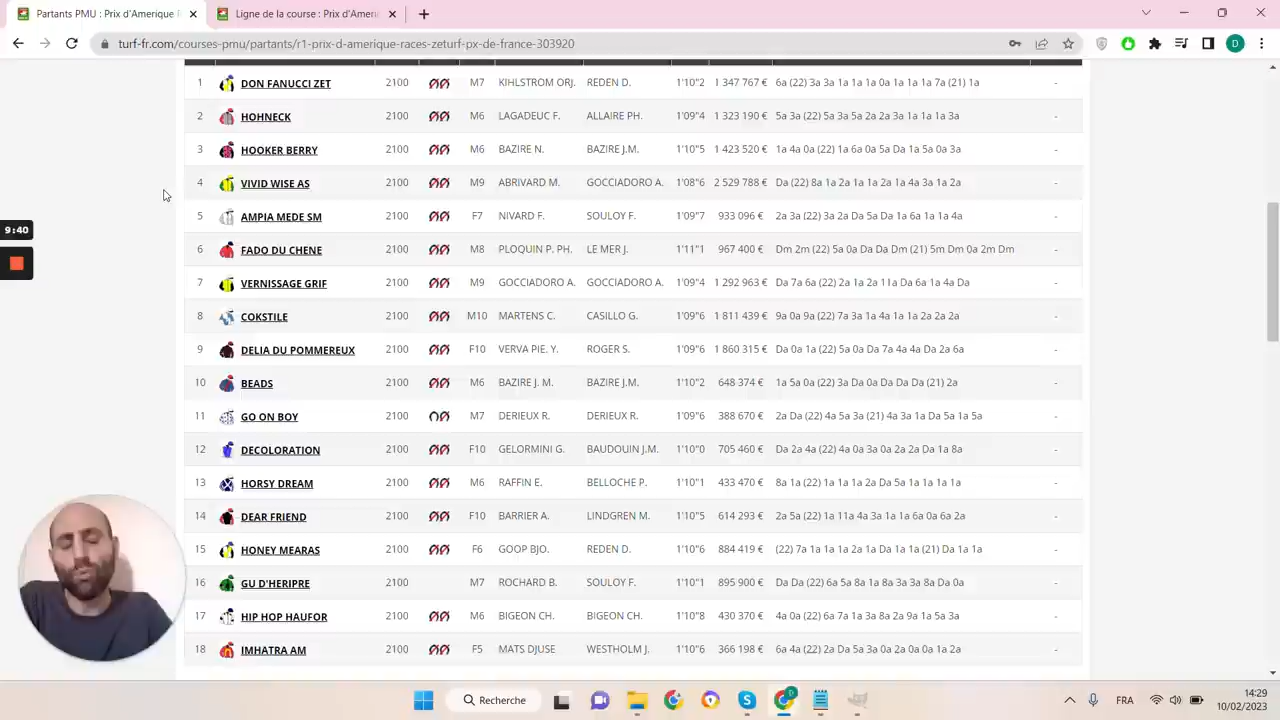 Partants PMU : Prix d'Amerique R
Ligne de course : Prix d'Ameriqu
turf-fr.com/courses-pmu/partants/r1-prix-d-amerique-races-zeturf-px-de-france-303920
D
1 DON FANUCCI ZET 2100 M7 KIHLSTROM ORJ. REDEN D. 1'10"2 1 347 767 € 6a (22) 3a 3a 1a 1a 1a 0a 1a 1a 1a 7a (21) 1a -
2 HOHNECK 2100 M6 LAGADEUC F. ALLAIRE PH. 1'09"4 1 323 190 € 5a 3a (22) 5a 3a 5a 2a 2a 3a 1a 1a 1a 3a -
3 HOOKER BERRY 2100 M6 BAZIRE N. BAZIRE J.M. 1'10"5 1 423 520 € 1a 4a 0a (22) 1a 6a 0a 5a Da 1a 5a 0a 3a -
4 VIVID WISE AS 2100 M9 ABRIVARD M. GOCCIADORO A. 1'08"6 2 529 788 € Da (22) 8a 1a 2a 1a 1a 2a 1a 4a 3a 1a 2a -
5 AMPIA MEDE SM 2100 F7 NIVARD F. SOULOY F. 1'09"7 933 096 € 2a 3a (22) 3a 2a Da 5a Da 1a 6a 1a 1a 4a -
6 FADO DU CHENE 2100 M8 PLOQUIN P. PH. LE MER J. 1'11"1 967 400 € Dm 2m (22) 5a 0a Da Da Dm (21) 5m Dm 0a 2m Dm -
7 VERNISSAGE GRIF 2100 M9 GOCCIADORO A. GOCCIADORO A. 1'09"4 1 292 963 € Da 7a 6a (22) 2a 1a 2a 11a Da 6a 1a 4a Da -
8 COKSTILE 2100 M10 MARTENS C. CASILLO G. 1'09"6 1 811 439 € 9a 0a 9a (22) 7a 3a 1a 4a 1a 1a 2a 2a 2a -
9 DELIA DU POMMEREUX 2100 F10 VERVA PIE. Y. ROGER S. 1'09"6 1 860 315 € Da 0a 1a (22) 5a 0a Da 7a 4a 4a Da 2a 6a -
10 BEADS 2100 M6 BAZIRE J. M. BAZIRE J.M. 1'10"2 648 374 € 1a 5a 0a (22) 3a Da 0a Da Da Da (21) 2a -
11 GO ON BOY 2100 M7 DERIEUX R. DERIEUX R. 1'09"6 388 670 € 2a Da (22) 4a 5a 3a (21) 4a 3a 1a Da 5a 1a 5a -
12 DECOLORATION 2100 F10 GELORMINI G. BAUDOUIN J.M. 1'10"0 705 460 € Da 2a 4a (22) 4a 0a 3a 0a 2a 2a Da 1a 8a -
13 HORSY DREAM 2100 M6 RAFFIN E. BELLOCHE P. 1'10"1 433 470 € 8a 1a (22) 1a 1a 1a 2a Da 5a 1a 1a 1a 1a -
14 DEAR FRIEND 2100 F10 BARRIER A. LINDGREN M. 1'10"5 614 293 € 2a 5a (22) 1a 11a 4a 3a 1a 1a 6a 0a 6a 2a -
15 HONEY MEARAS 2100 F6 GOOP BJO. REDEN D. 1'10"6 884 419 € (22) 7a 1a 1a 1a 2a 1a Da 1a 1a (21) Da 1a 1a -
16 GU D'HERIPRE 2100 M7 ROCHARD B. SOULOY F. 1'10"1 895 900 € Da Da (22) 6a 5a 8a 1a 8a 3a 3a 8a Da 0a -
17 HIP HOP HAUFOR 2100 M6 BIGEON CH. BIGEON CH. 1'10"8 430 370 € 4a 0a (22) 6a 7a 1a 3a 8a 2a 9a 1a 5a 3a -
18 IMHATRA AM 2100 F5 MATS DJUSE WESTHOLM J. 1'10"6 366 198 € 6a 4a (22) 2a Da 5a 3a 0a 2a 0a 0a 1a 2a -
9:40
Recherche
FRA
14:29
10/02/2023